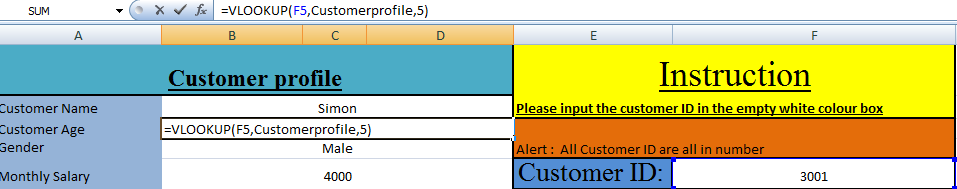 SUM =VLOOKUP(F5,Customerprofile,5)
A B C D E F
Customer profile Instruction
Customer Name Simon Please input the customer ID in the empty white colour box
Customer Age =VLOOKUP(F5,Customerprofile,5)
Gender Male Alert : All Customer ID are all in number
Monthly Salary 4000 Customer ID: 3001